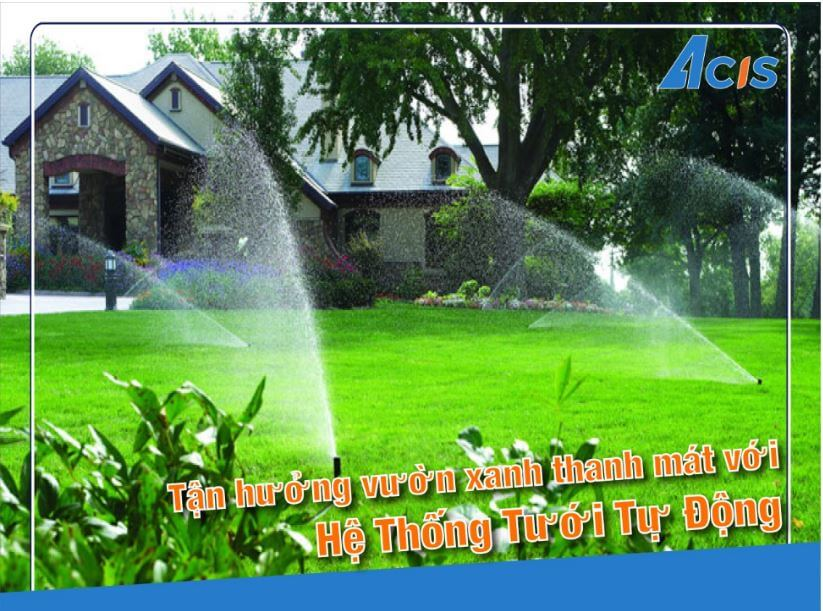 Acis
Tận hưởng vườn xanh thanh mát với
Hệ Thống Tưới Tự Động